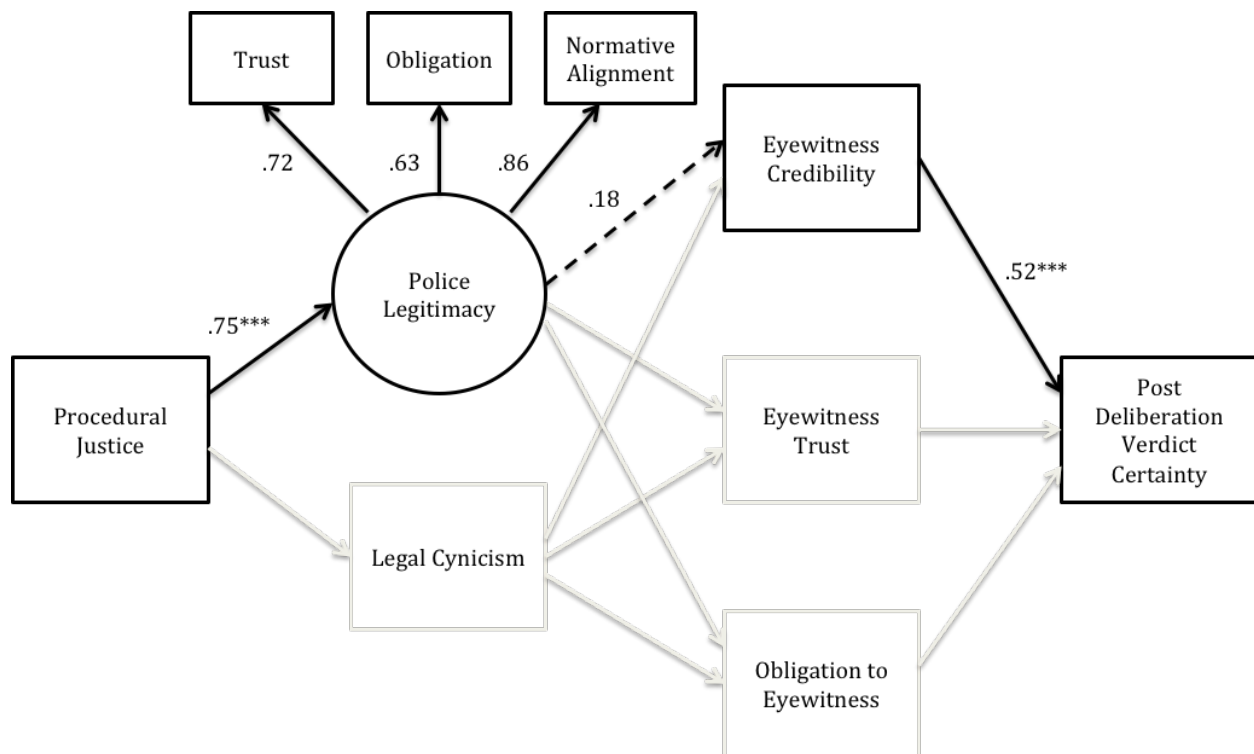 Trust
Obligation
Normative
Alignment
.72
.63
.86
Eyewitness
Credibility
.18
Police
Legitimacy
.52***
.75***
Procedural
Justice
Eyewitness
Trust
Post
Deliberation
Verdict
Certainty
Legal Cynicism
Obligation to
Eyewitness